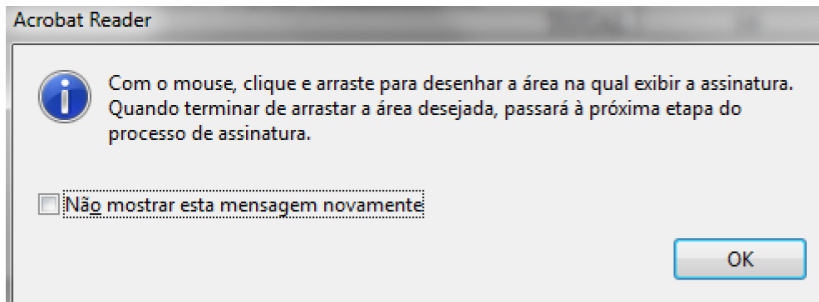 Acrobat Reader
Com o mouse, clique e arraste para desenhar a área na qual exibir a assinatura.
Quando terminar de arrastar a área desejada, passará à próxima etapa do
processo de assinatura.
Não mostrar esta mensagem novamente
OK